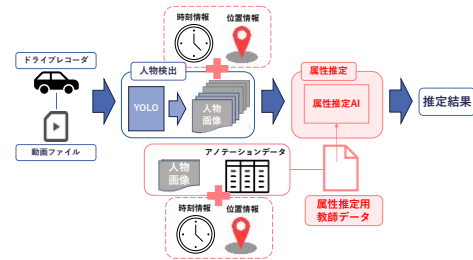 時刻情報
位置情報
ドライブレコーダ
人物検出
属性推定
YOLO
人物
画像
属性推定AI
推定結果
動画ファイル
アノテーションデータ
人物
画像
時刻情報
位置情報
属性推定用
教師データ